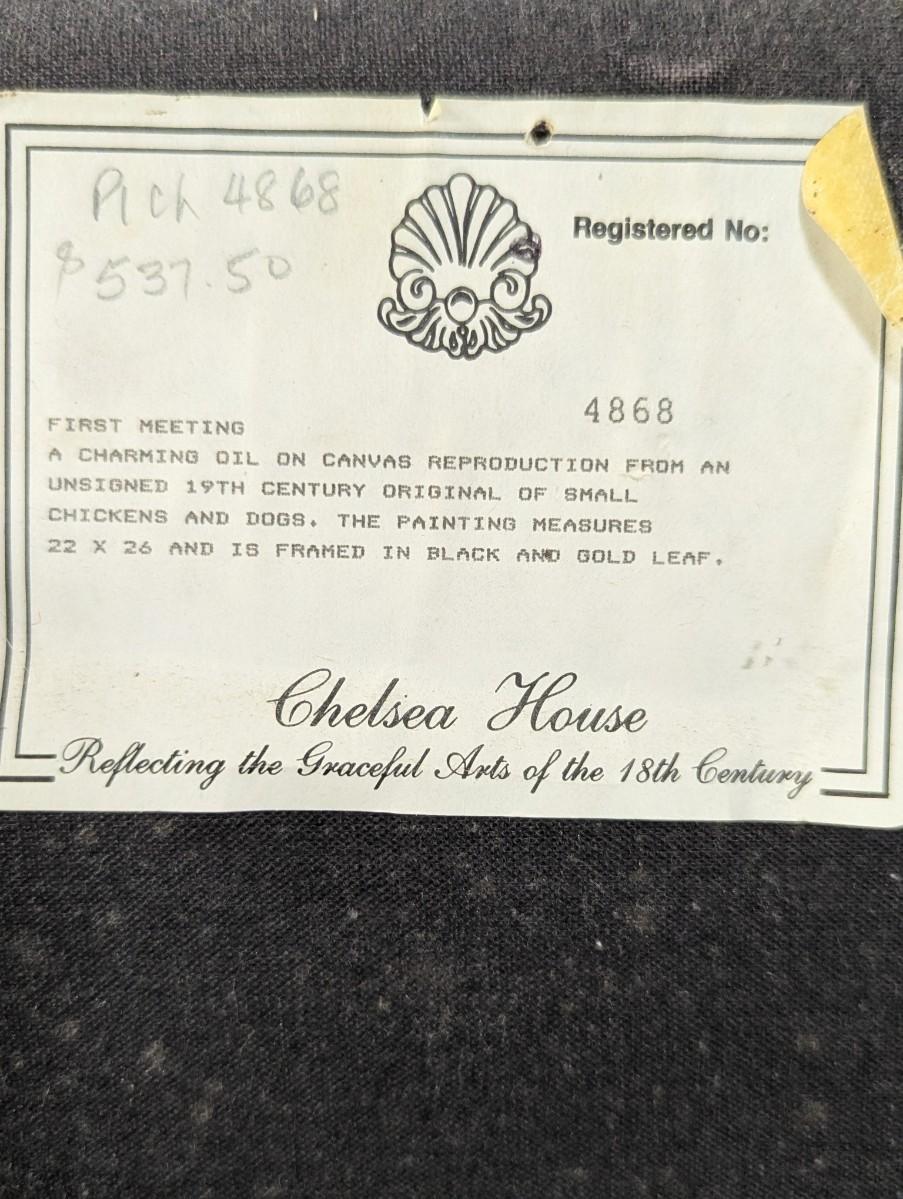 Pich 4868
$537.50
Registered No:
4868
FIRST MEETING
A CHARMING OIL ON CANVAS REPRODUCTION FROM AN
UNSIGNED 19TH CENTURY ORIGINAL OF SMALL
CHICKENS AND DOGS. THE PAINTING MEASURES
22 X 26 AND IS FRAMED IN BLACK AND GOLD LEAF.
Chelsea House
Reflecting the Graceful Arts of the 18th Century